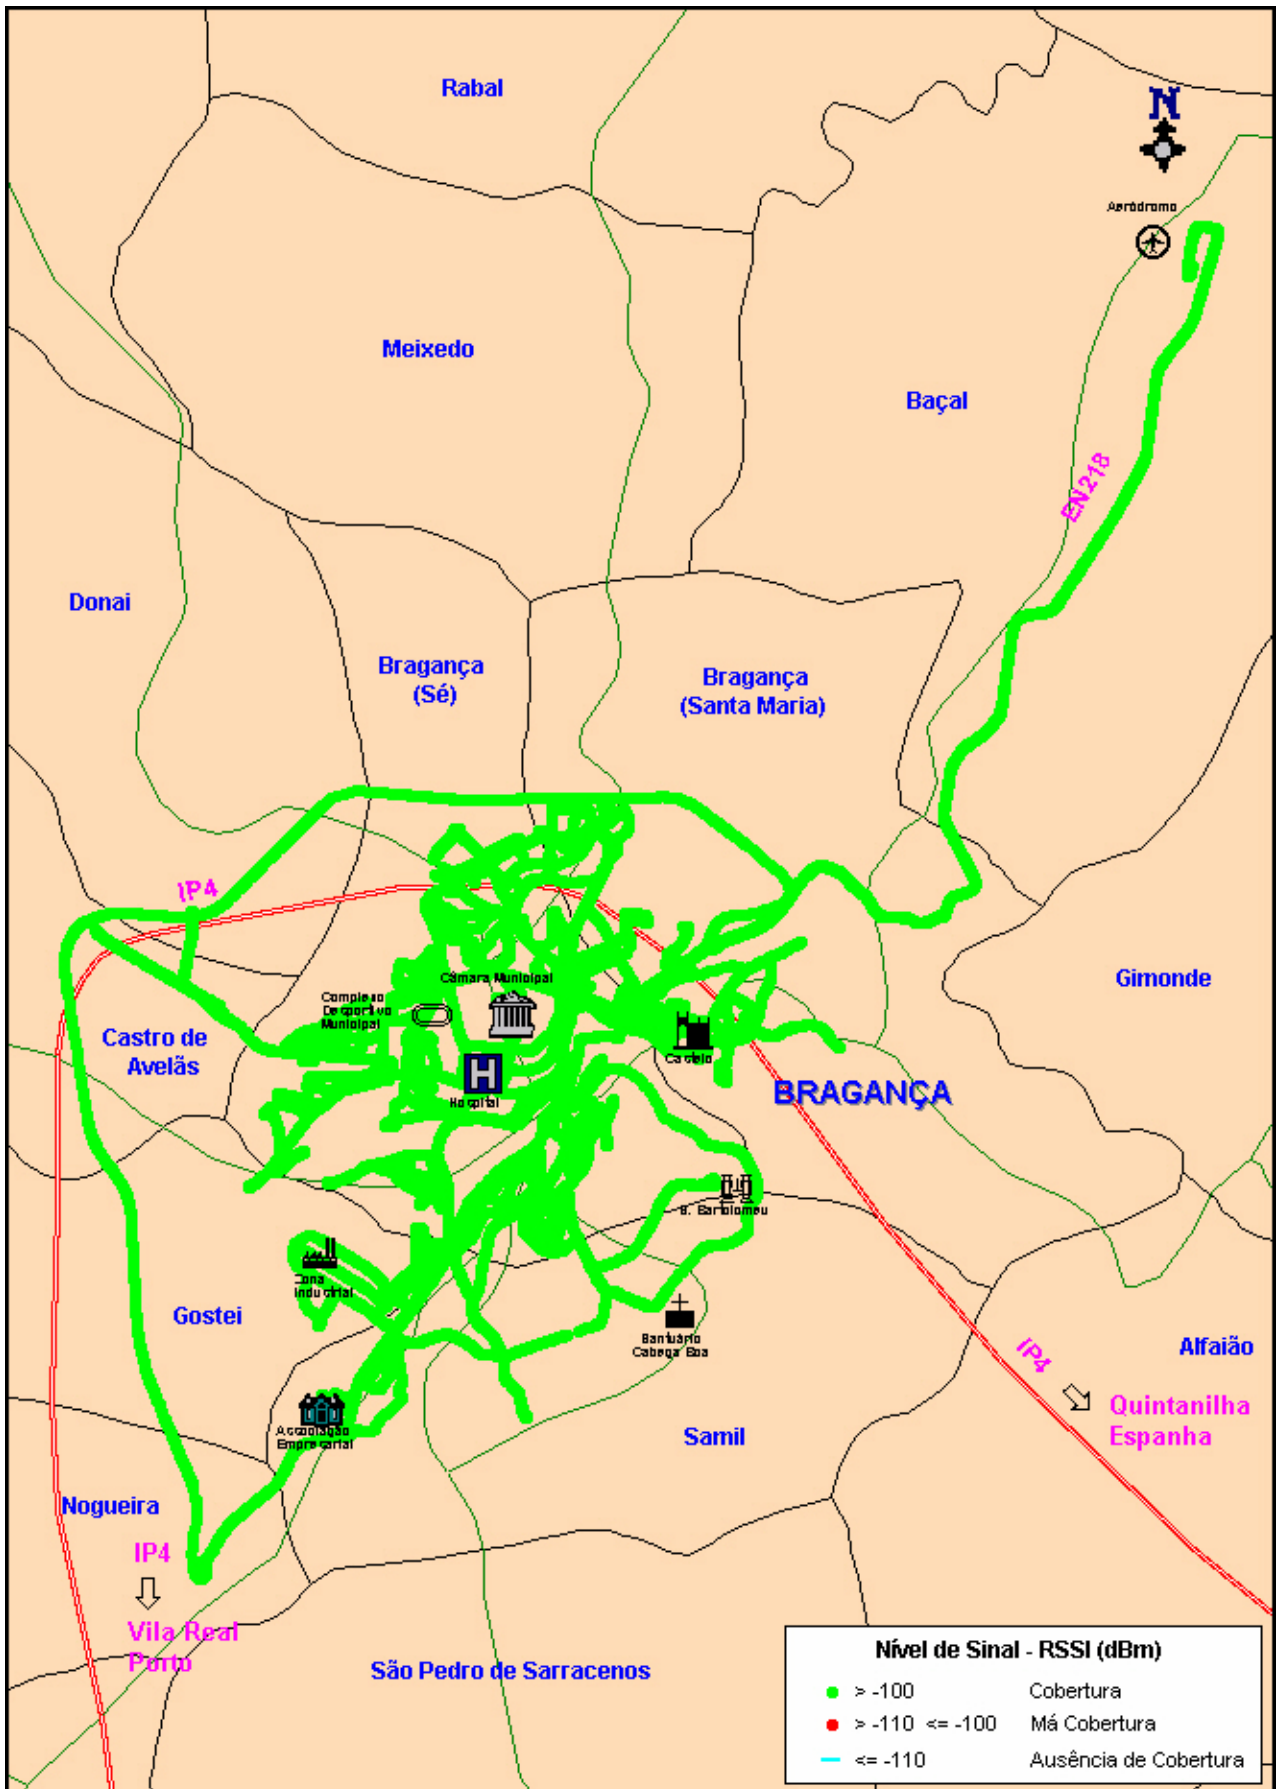 Rabal
N
Aeródromo
Meixedo
Baçal
EN218
Donai
Bragança
(Sé)
Bragança
(Santa Maria)
IP4
Câmara Municipal
Complexo
Desportivo
Municipal
Gimonde
Castro de
Avelãs
Castelo
H
Hospital
BRAGANÇA
S. Bartolomeu
Zona
Industrial
Gostei
Santuário
Cabeça Boa
IP4
Alfaião
Quintanilha
Espanha
Associação
Empresarial
Samil
Nogueira
IP4
Vila Real
Porto
São Pedro de Sarracenos
Nível de Sinal - RSSI (dBm)
> -100 Cobertura
> -110 <= -100 Má Cobertura
<= -110 Ausência de Cobertura